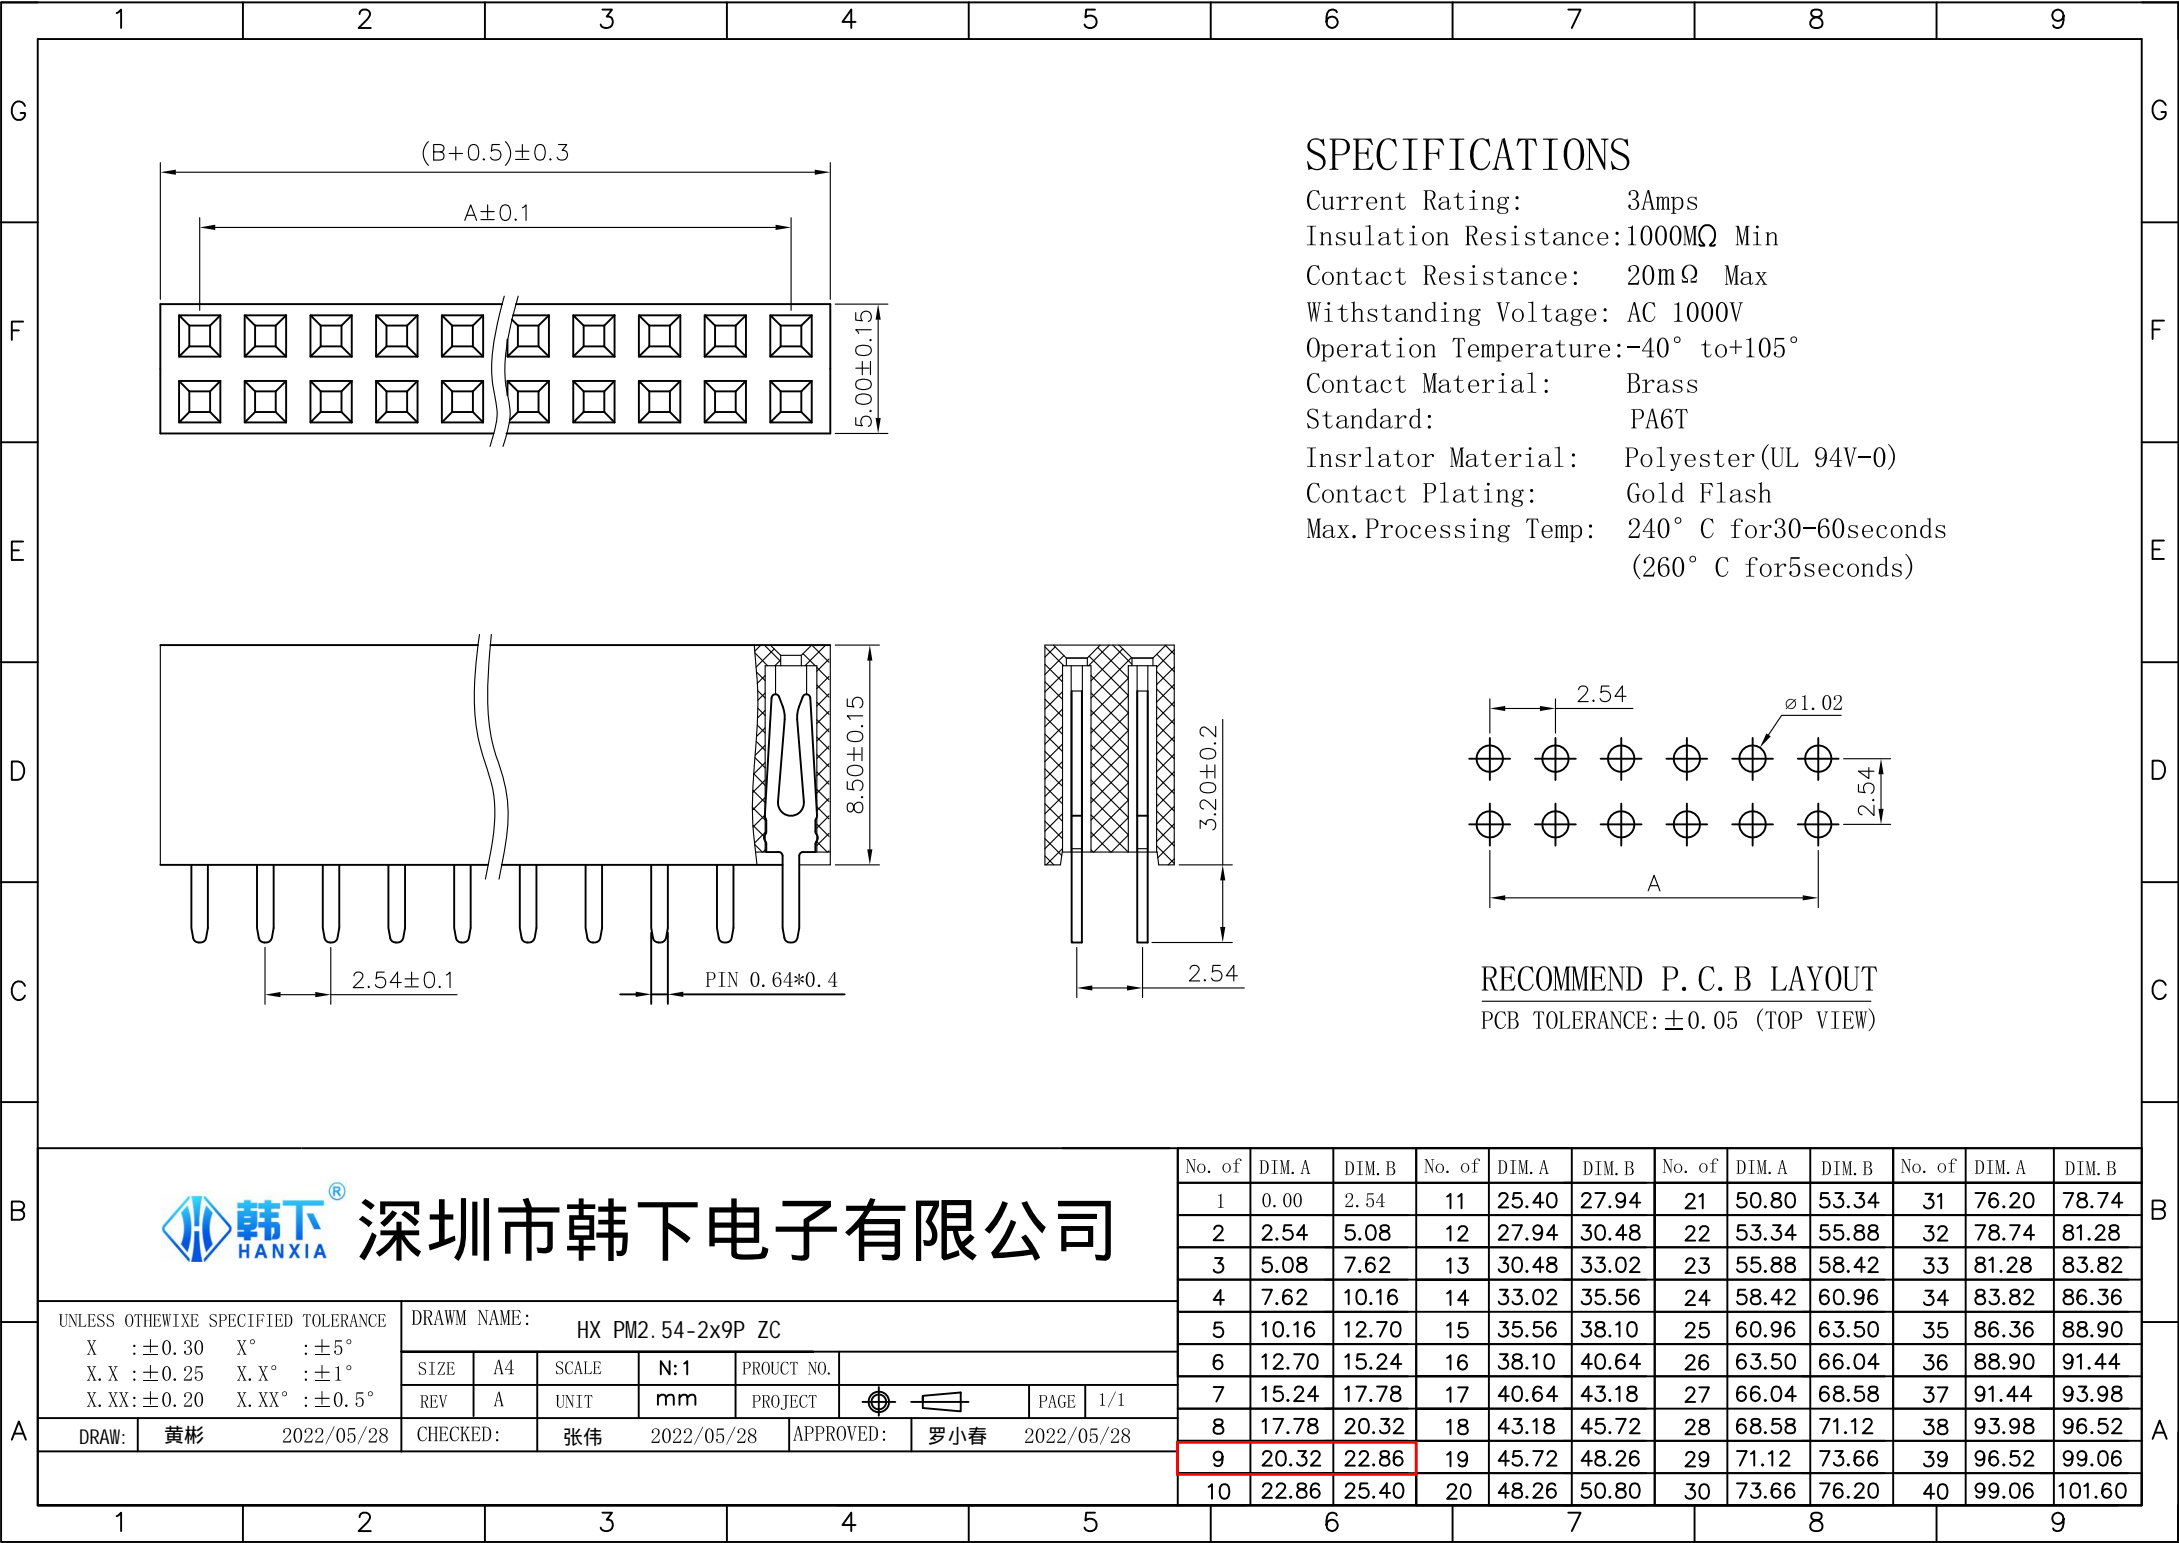 1 2 3 4 5 6 7 8 9
G G
(B+0.5)±0.3
A±0.1
5.00±0.15
F F
SPECIFICATIONS
Current Rating: 3Amps
Insulation Resistance:1000MΩ Min
Contact Resistance: 20mΩ Max
Withstanding Voltage: AC 1000V
Operation Temperature:-40° to+105°
Contact Material: Brass
Standard: PA6T
Insrlator Material: Polyester(UL 94V-0)
Contact Plating: Gold Flash
Max.Processing Temp: 240° C for30-60seconds
(260° C for5seconds)
E E
8.50±0.15
2.54±0.1
PIN 0.64*0.4
3.20±0.2
2.54
D D
2.54
⌀1.02
2.54
A
C C
RECOMMEND P.C.B LAYOUT
PCB TOLERANCE:±0.05 (TOP VIEW)
B B
韩下®
HANXIA
深圳市韩下电子有限公司
UNLESS OTHEWIXE SPECIFIED TOLERANCE
X :±0.30 X° :±5°
X.X :±0.25 X.X° :±1°
X.XX:±0.20 X.XX° :±0.5°
DRAWM NAME:
HX PM2.54-2x9P ZC
SIZE A4 SCALE N:1 PROUCT NO.
REV A UNIT mm PROJECT PAGE 1/1
DRAW: 黄彬 2022/05/28 CHECKED: 张伟 2022/05/28 APPROVED: 罗小春 2022/05/28
A A
No. of DIM.A DIM.B No. of DIM.A DIM.B No. of DIM.A DIM.B No. of DIM.A DIM.B
1 0.00 2.54 11 25.40 27.94 21 50.80 53.34 31 76.20 78.74
2 2.54 5.08 12 27.94 30.48 22 53.34 55.88 32 78.74 81.28
3 5.08 7.62 13 30.48 33.02 23 55.88 58.42 33 81.28 83.82
4 7.62 10.16 14 33.02 35.56 24 58.42 60.96 34 83.82 86.36
5 10.16 12.70 15 35.56 38.10 25 60.96 63.50 35 86.36 88.90
6 12.70 15.24 16 38.10 40.64 26 63.50 66.04 36 88.90 91.44
7 15.24 17.78 17 40.64 43.18 27 66.04 68.58 37 91.44 93.98
8 17.78 20.32 18 43.18 45.72 28 68.58 71.12 38 93.98 96.52
9 20.32 22.86 19 45.72 48.26 29 71.12 73.66 39 96.52 99.06
10 22.86 25.40 20 48.26 50.80 30 73.66 76.20 40 99.06 101.60
1 2 3 4 5 6 7 8 9